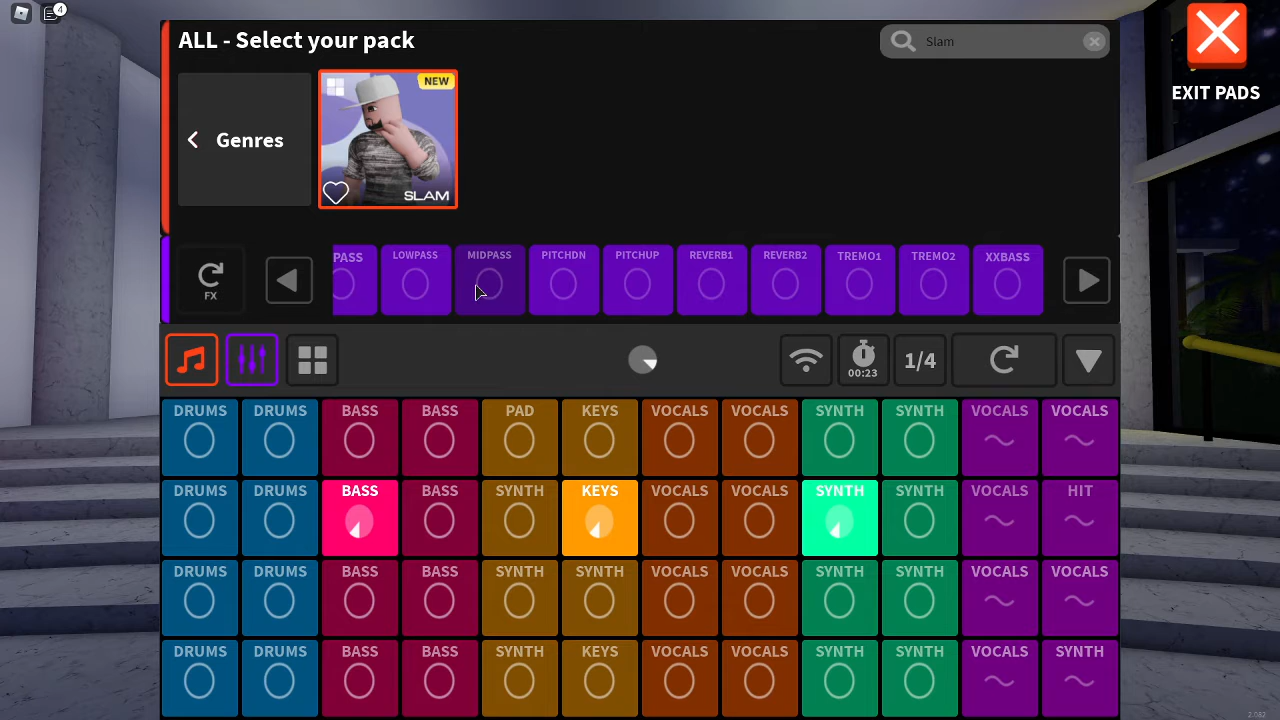 4
ALL - Select your pack
Slam
EXIT PADS
Genres
NEW
SLAM
FX
PASS
LOWPASS
MIDPASS
PITCHDN
PITCHUP
REVERB1
REVERB2
TREMO1
TREMO2
XXBASS
00:23
1/4
DRUMS DRUMS BASS BASS PAD KEYS VOCALS VOCALS SYNTH SYNTH VOCALS VOCALS
DRUMS DRUMS BASS BASS SYNTH KEYS VOCALS VOCALS SYNTH SYNTH VOCALS HIT
DRUMS DRUMS BASS BASS SYNTH SYNTH VOCALS VOCALS SYNTH SYNTH VOCALS VOCALS
DRUMS DRUMS BASS BASS SYNTH KEYS VOCALS VOCALS SYNTH SYNTH VOCALS SYNTH
2.082